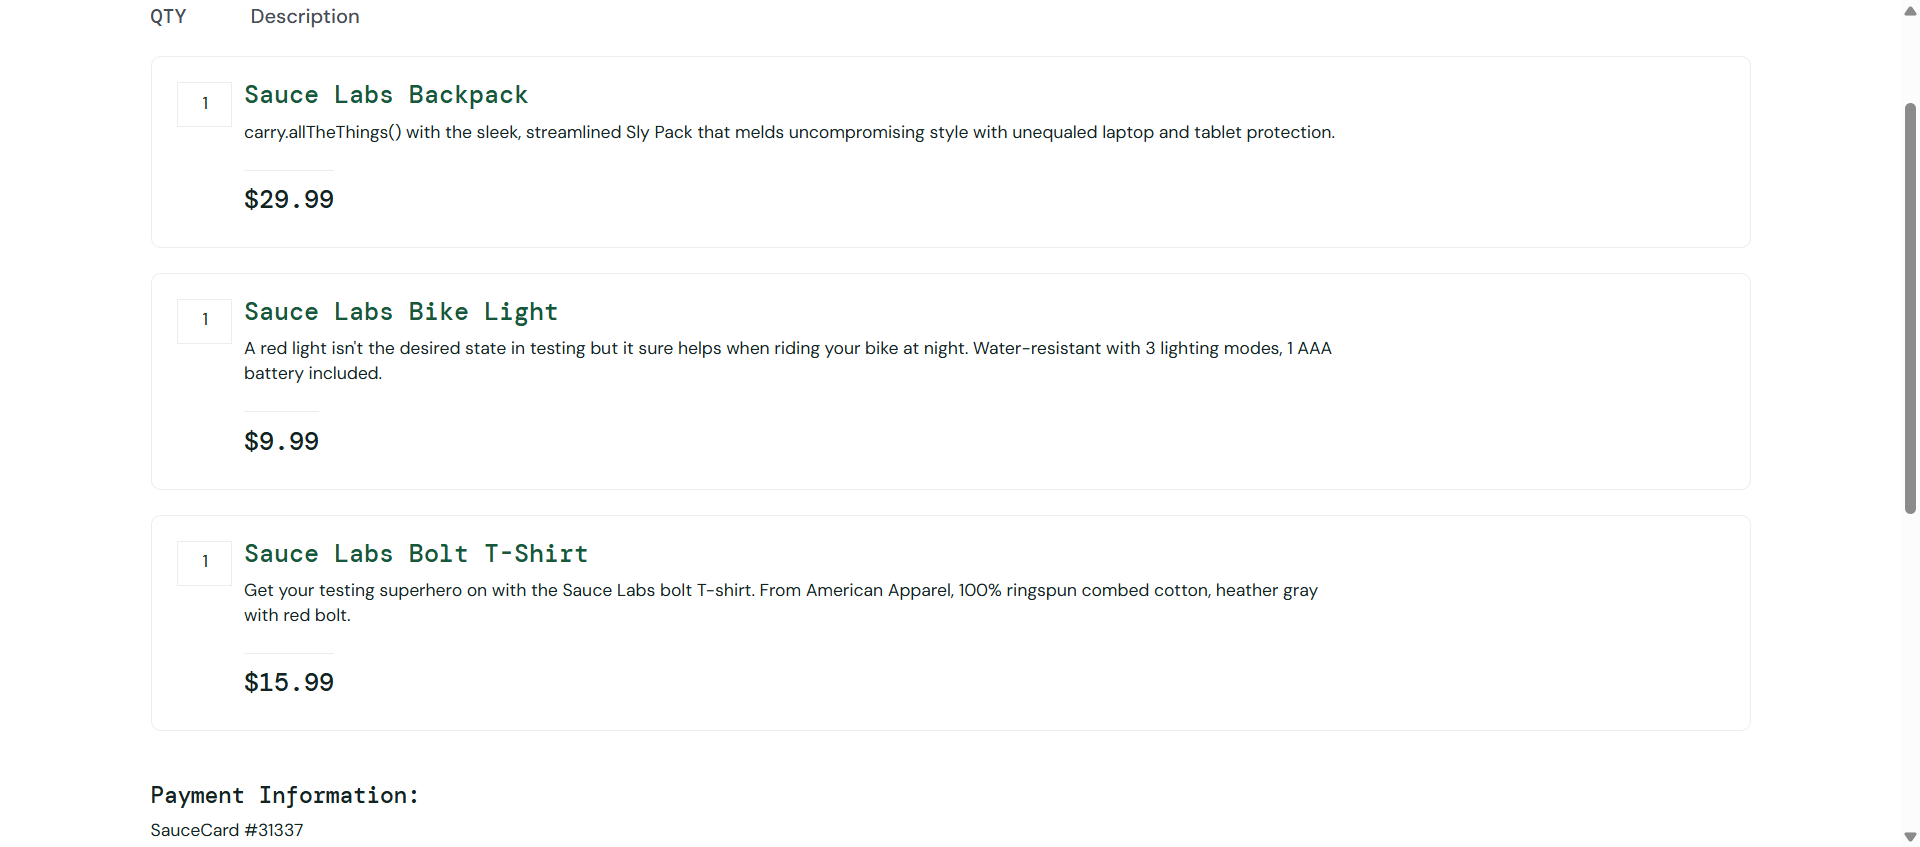 QTY Description
1 Sauce Labs Backpack
carry.allTheThings() with the sleek, streamlined Sly Pack that melds uncompromising style with unequaled laptop and tablet protection.
$29.99
1 Sauce Labs Bike Light
A red light isn't the desired state in testing but it sure helps when riding your bike at night. Water-resistant with 3 lighting modes, 1 AAA
battery included.
$9.99
1 Sauce Labs Bolt T-Shirt
Get your testing superhero on with the Sauce Labs bolt T-shirt. From American Apparel, 100% ringspun combed cotton, heather gray
with red bolt.
$15.99
Payment Information:
SauceCard #31337